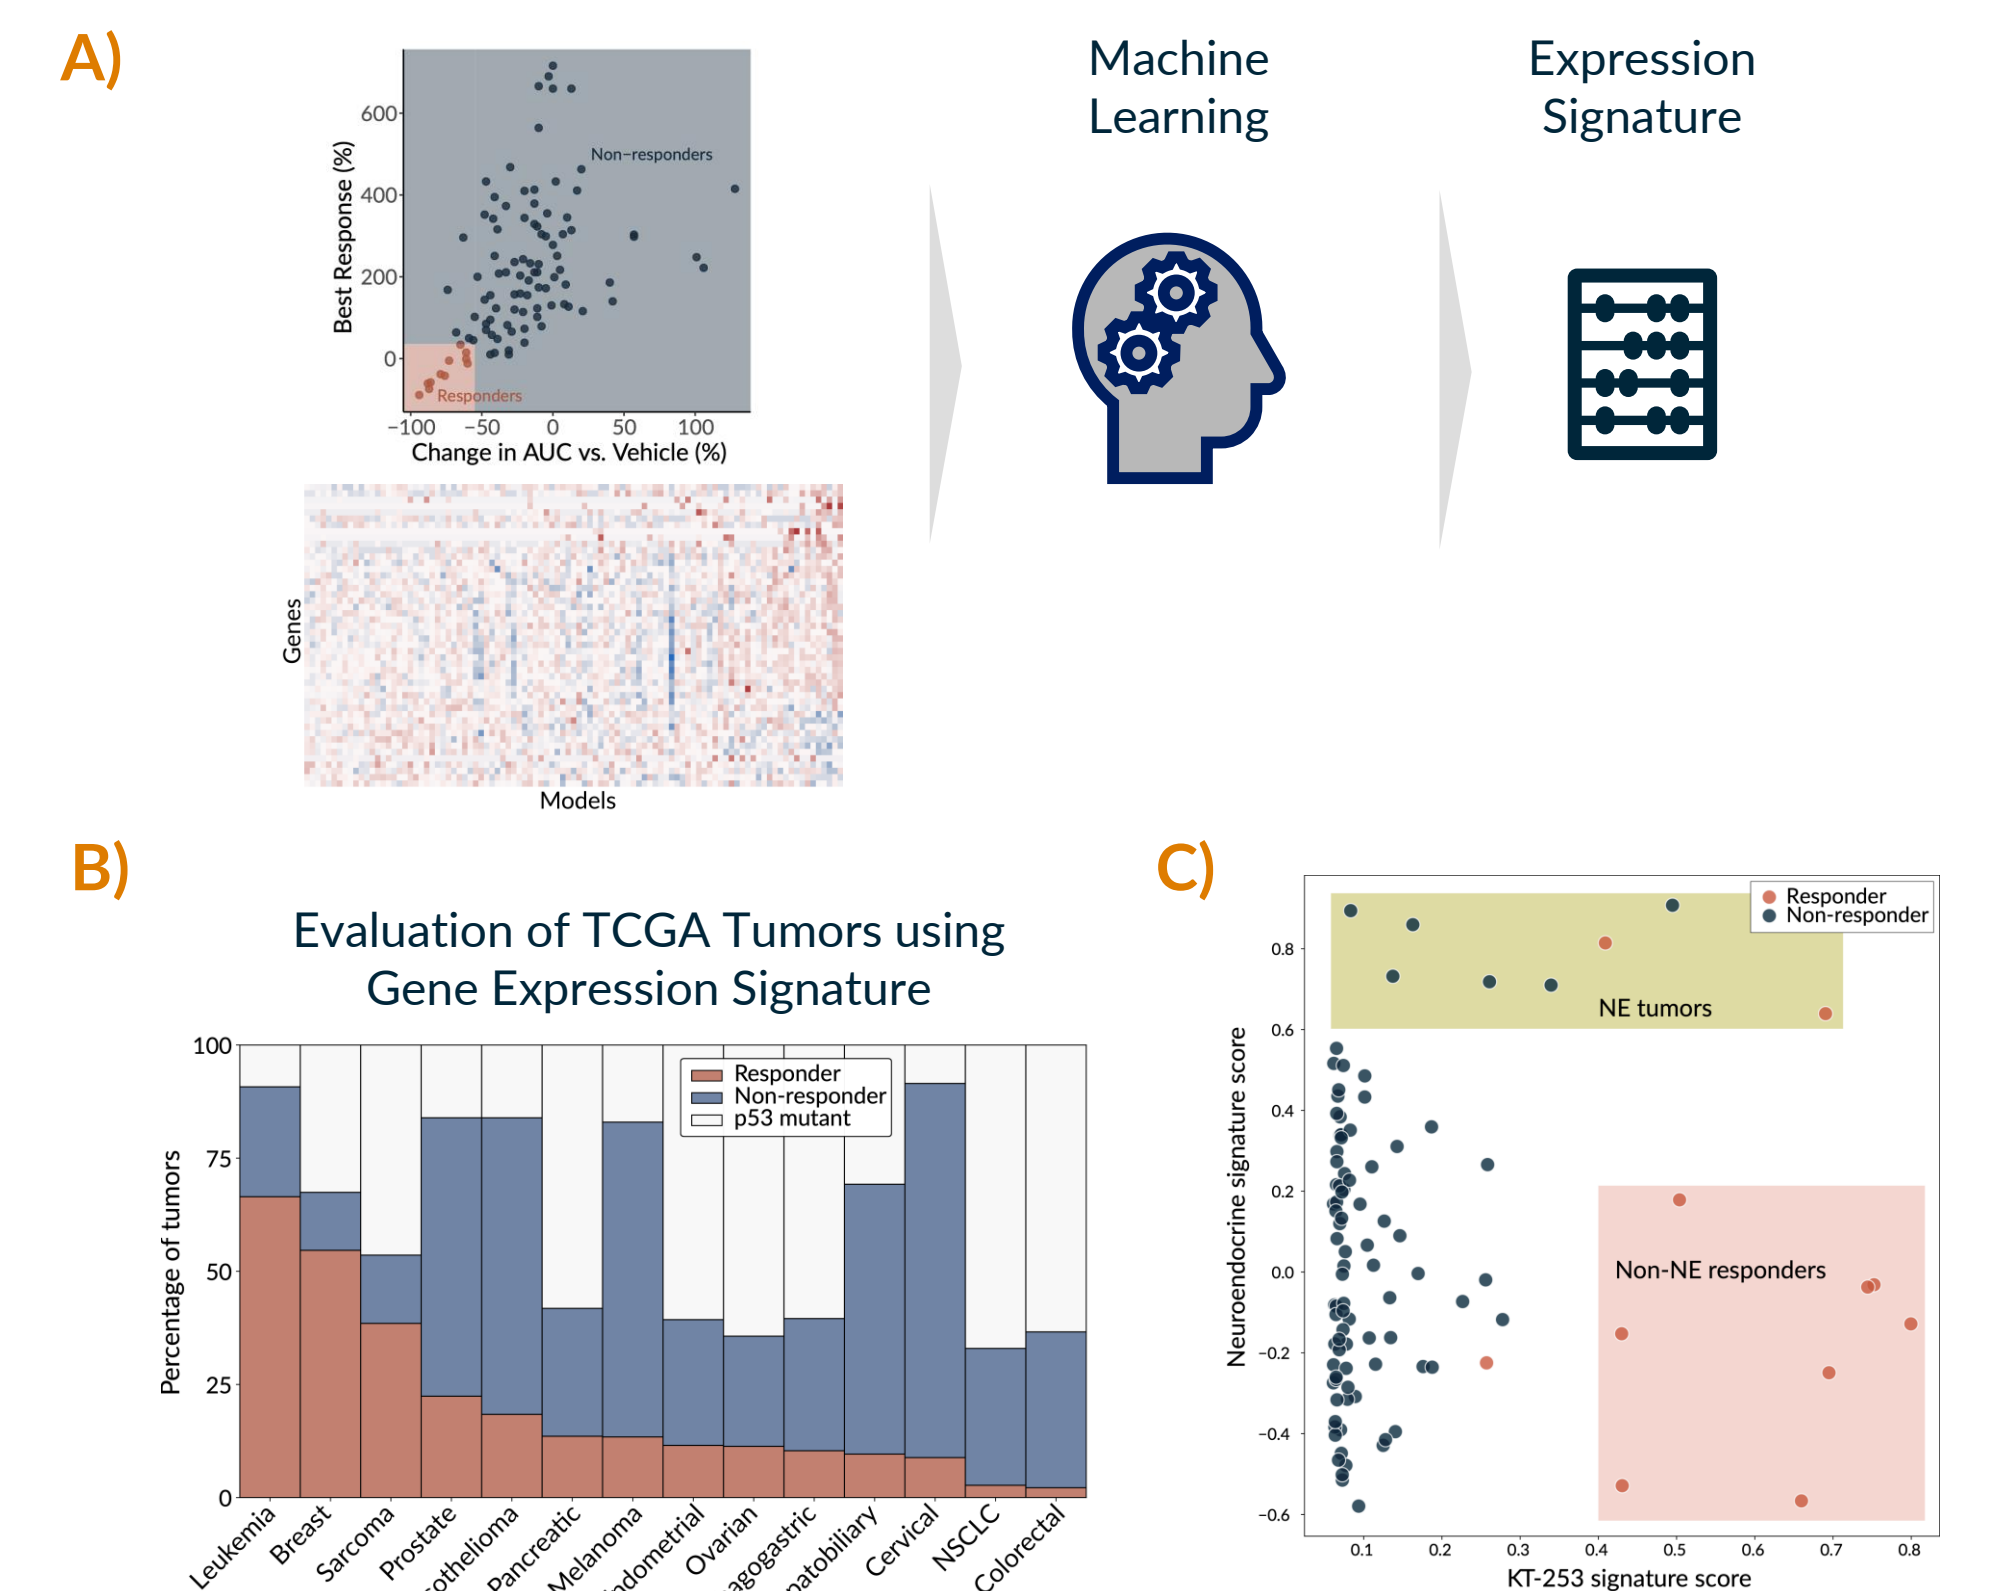 A)
Best Response (%)
600
400
200
0
Non-responders
Responders
−100 −50 0 50 100
Change in AUC vs. Vehicle (%)
Genes
Models
Machine
Learning
Expression
Signature
B)
Evaluation of TCGA Tumors using
Gene Expression Signature
Percentage of tumors
100
75
50
25
0
Responder
Non-responder
p53 mutant
Leukemia
Breast
Sarcoma
Prostate
Pancreatic
Melanoma
Ovarian
Cervical
NSCLC
Colorectal
C)
Neuroendocrine signature score
0.8
0.6
0.4
0.2
0.0
−0.2
−0.4
−0.6
Responder
Non-responder
NE tumors
Non-NE responders
0.1 0.2 0.3 0.4 0.5 0.6 0.7 0.8
KT-253 signature score